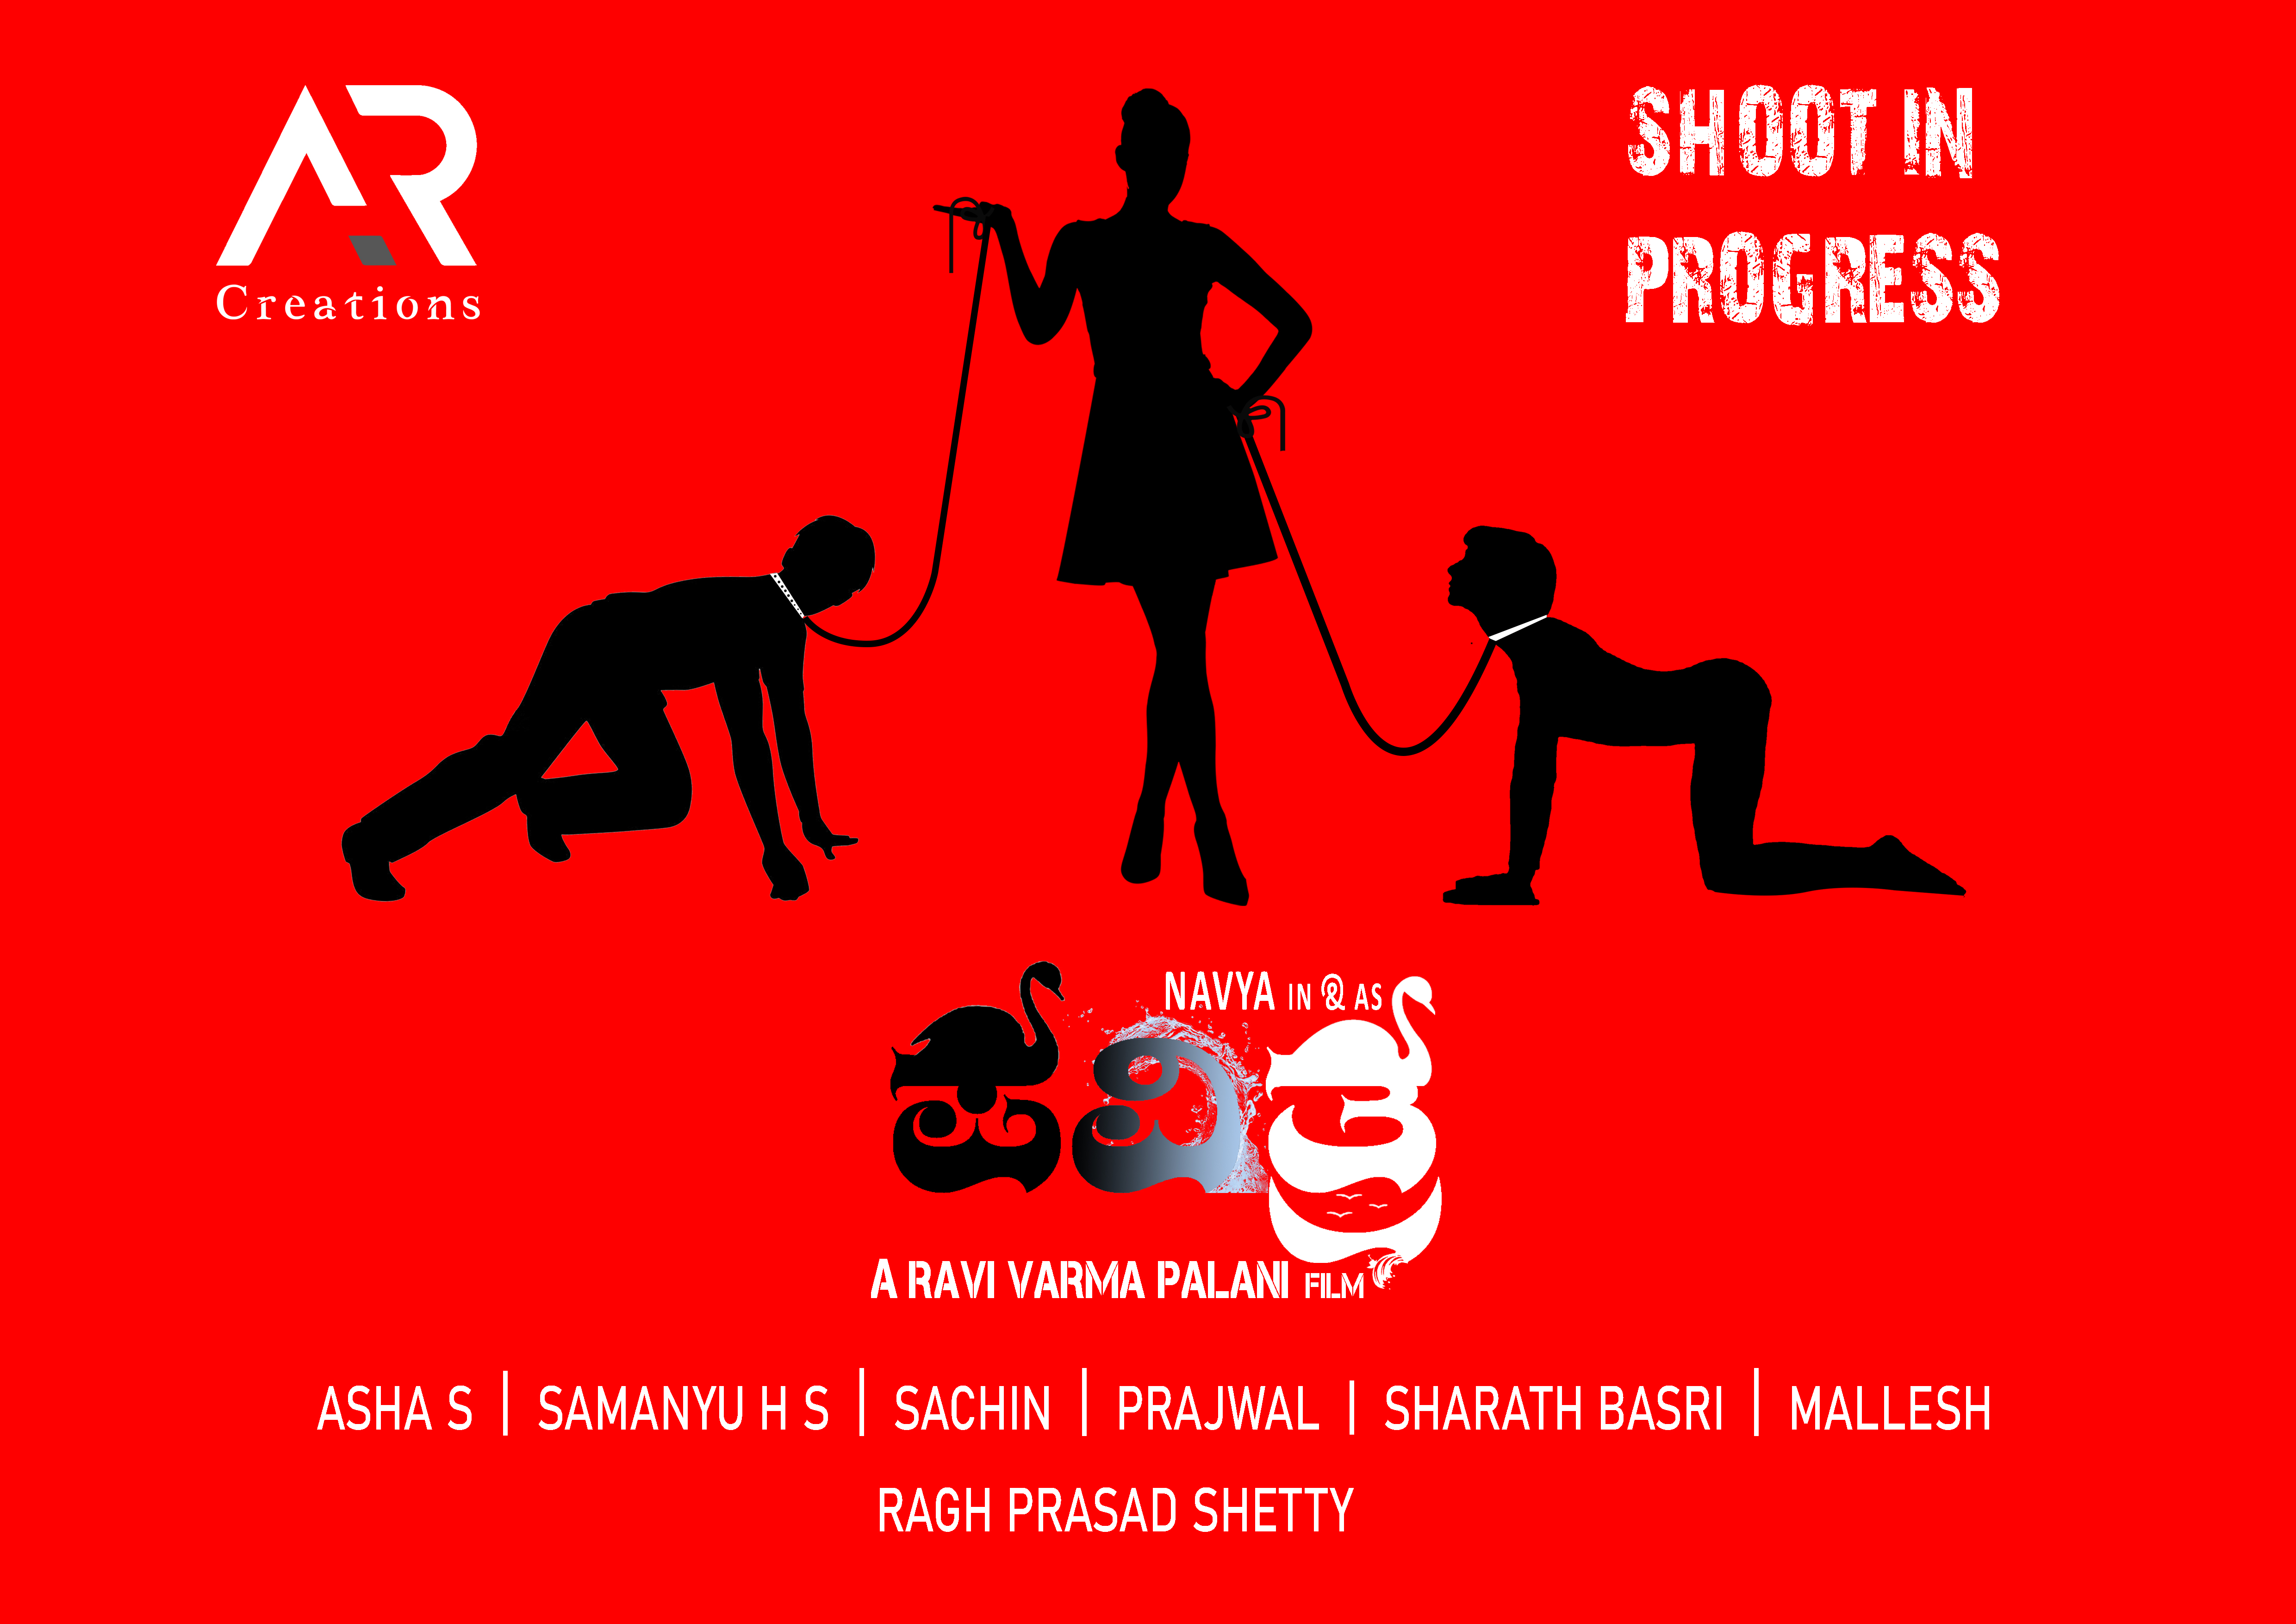 AR
Creations
SHOOT IN
PROGRESS
NAVYA IN & AS
ಪವಿತ್ರ
A RAVI VARMA PALANI FILM
ASHA S | SAMANYU H S | SACHIN | PRAJWAL | SHARATH BASRI | MALLESH
RAGH PRASAD SHETTY